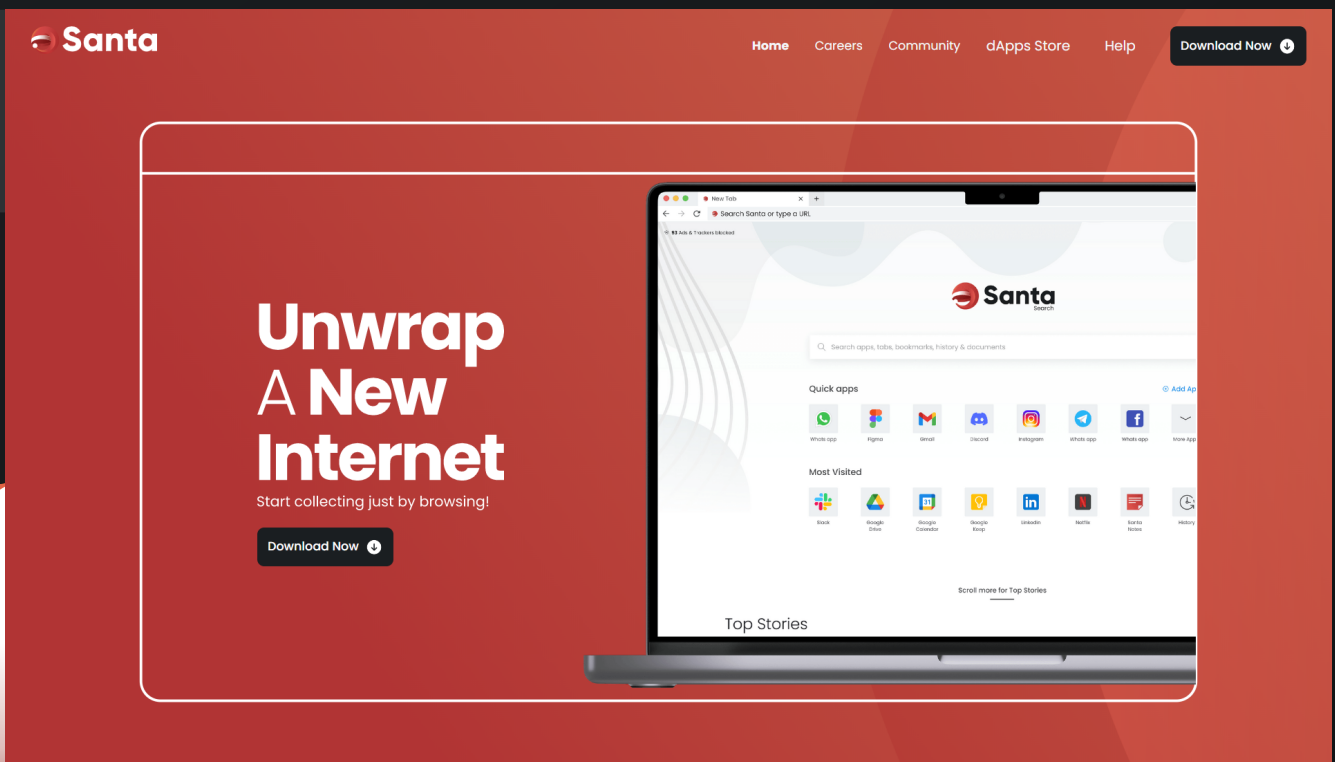 Santa
Home Careers Community dApps Store Help Download Now
New Tab
Search Santa or type a URL
93 Ads & Trackers blocked
Santa
Search
Search apps, tabs, bookmarks, history & documents
Unwrap
A New
Internet
Start collecting just by browsing!
Download Now
Quick apps
Add Ap
Whats app Figma Gmail Discord Instagram Whats app Whats app More App
Most Visited
31
Slack Google Drive Google Calendar Google Keep LinkedIn Netflix Santa Notes History
Scroll more for Top Stories
Top Stories